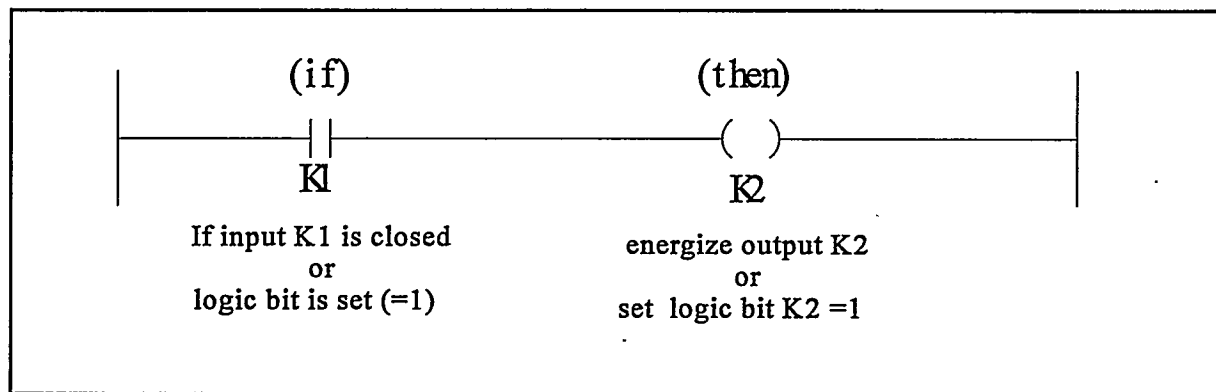 (if) (then)
K1 K2
If input K1 is closed energize output K2
or or
logic bit is set (=1) set logic bit K2 =1